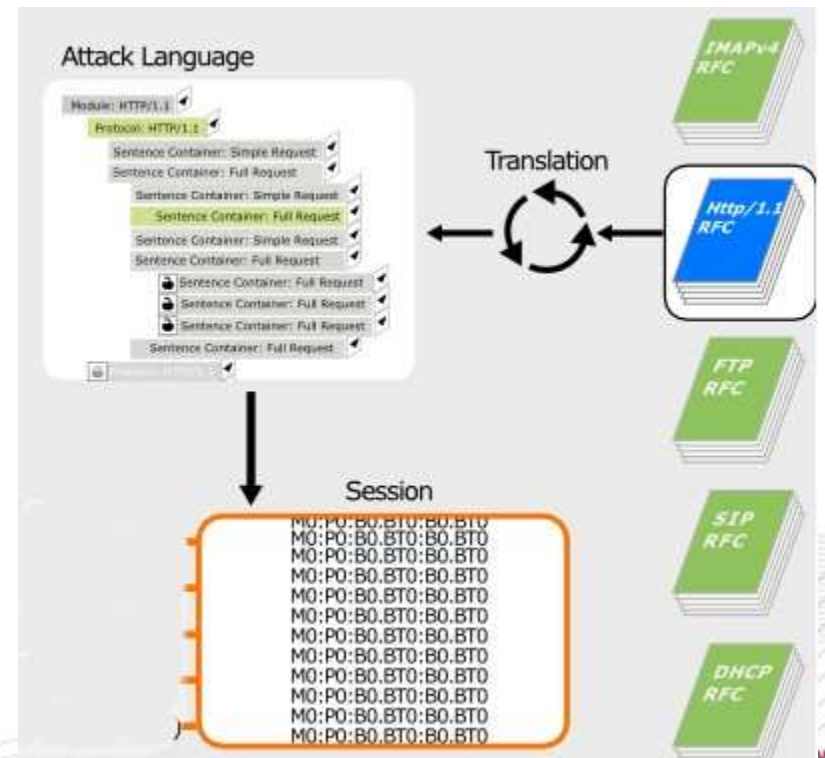 Attack Language
Module: HTTP/1.1
Protocol: HTTP/1.1
Sentence Container: Simple Request
Sentence Container: Full Request
Sentence Container: Simple Request
Sentence Container: Full Request
Sentence Container: Simple Request
Sentence Container: Full Request
Sentence Container: Full Request
Sentence Container: Full Request
Sentence Container: Full Request
Sentence Container: Full Request
Translation
IMAPv4
RFC
Http/1.1
RFC
FTP
RFC
SIP
RFC
DHCP
RFC
Session
M0:P0:B0.BT0:B0.BT0
M0:P0:B0.BT0:B0.BT0
M0:P0:B0.BT0:B0.BT0
M0:P0:B0.BT0:B0.BT0
M0:P0:B0.BT0:B0.BT0
M0:P0:B0.BT0:B0.BT0
M0:P0:B0.BT0:B0.BT0
M0:P0:B0.BT0:B0.BT0
M0:P0:B0.BT0:B0.BT0
M0:P0:B0.BT0:B0.BT0
M0:P0:B0.BT0:B0.BT0
M0:P0:B0.BT0:B0.BT0